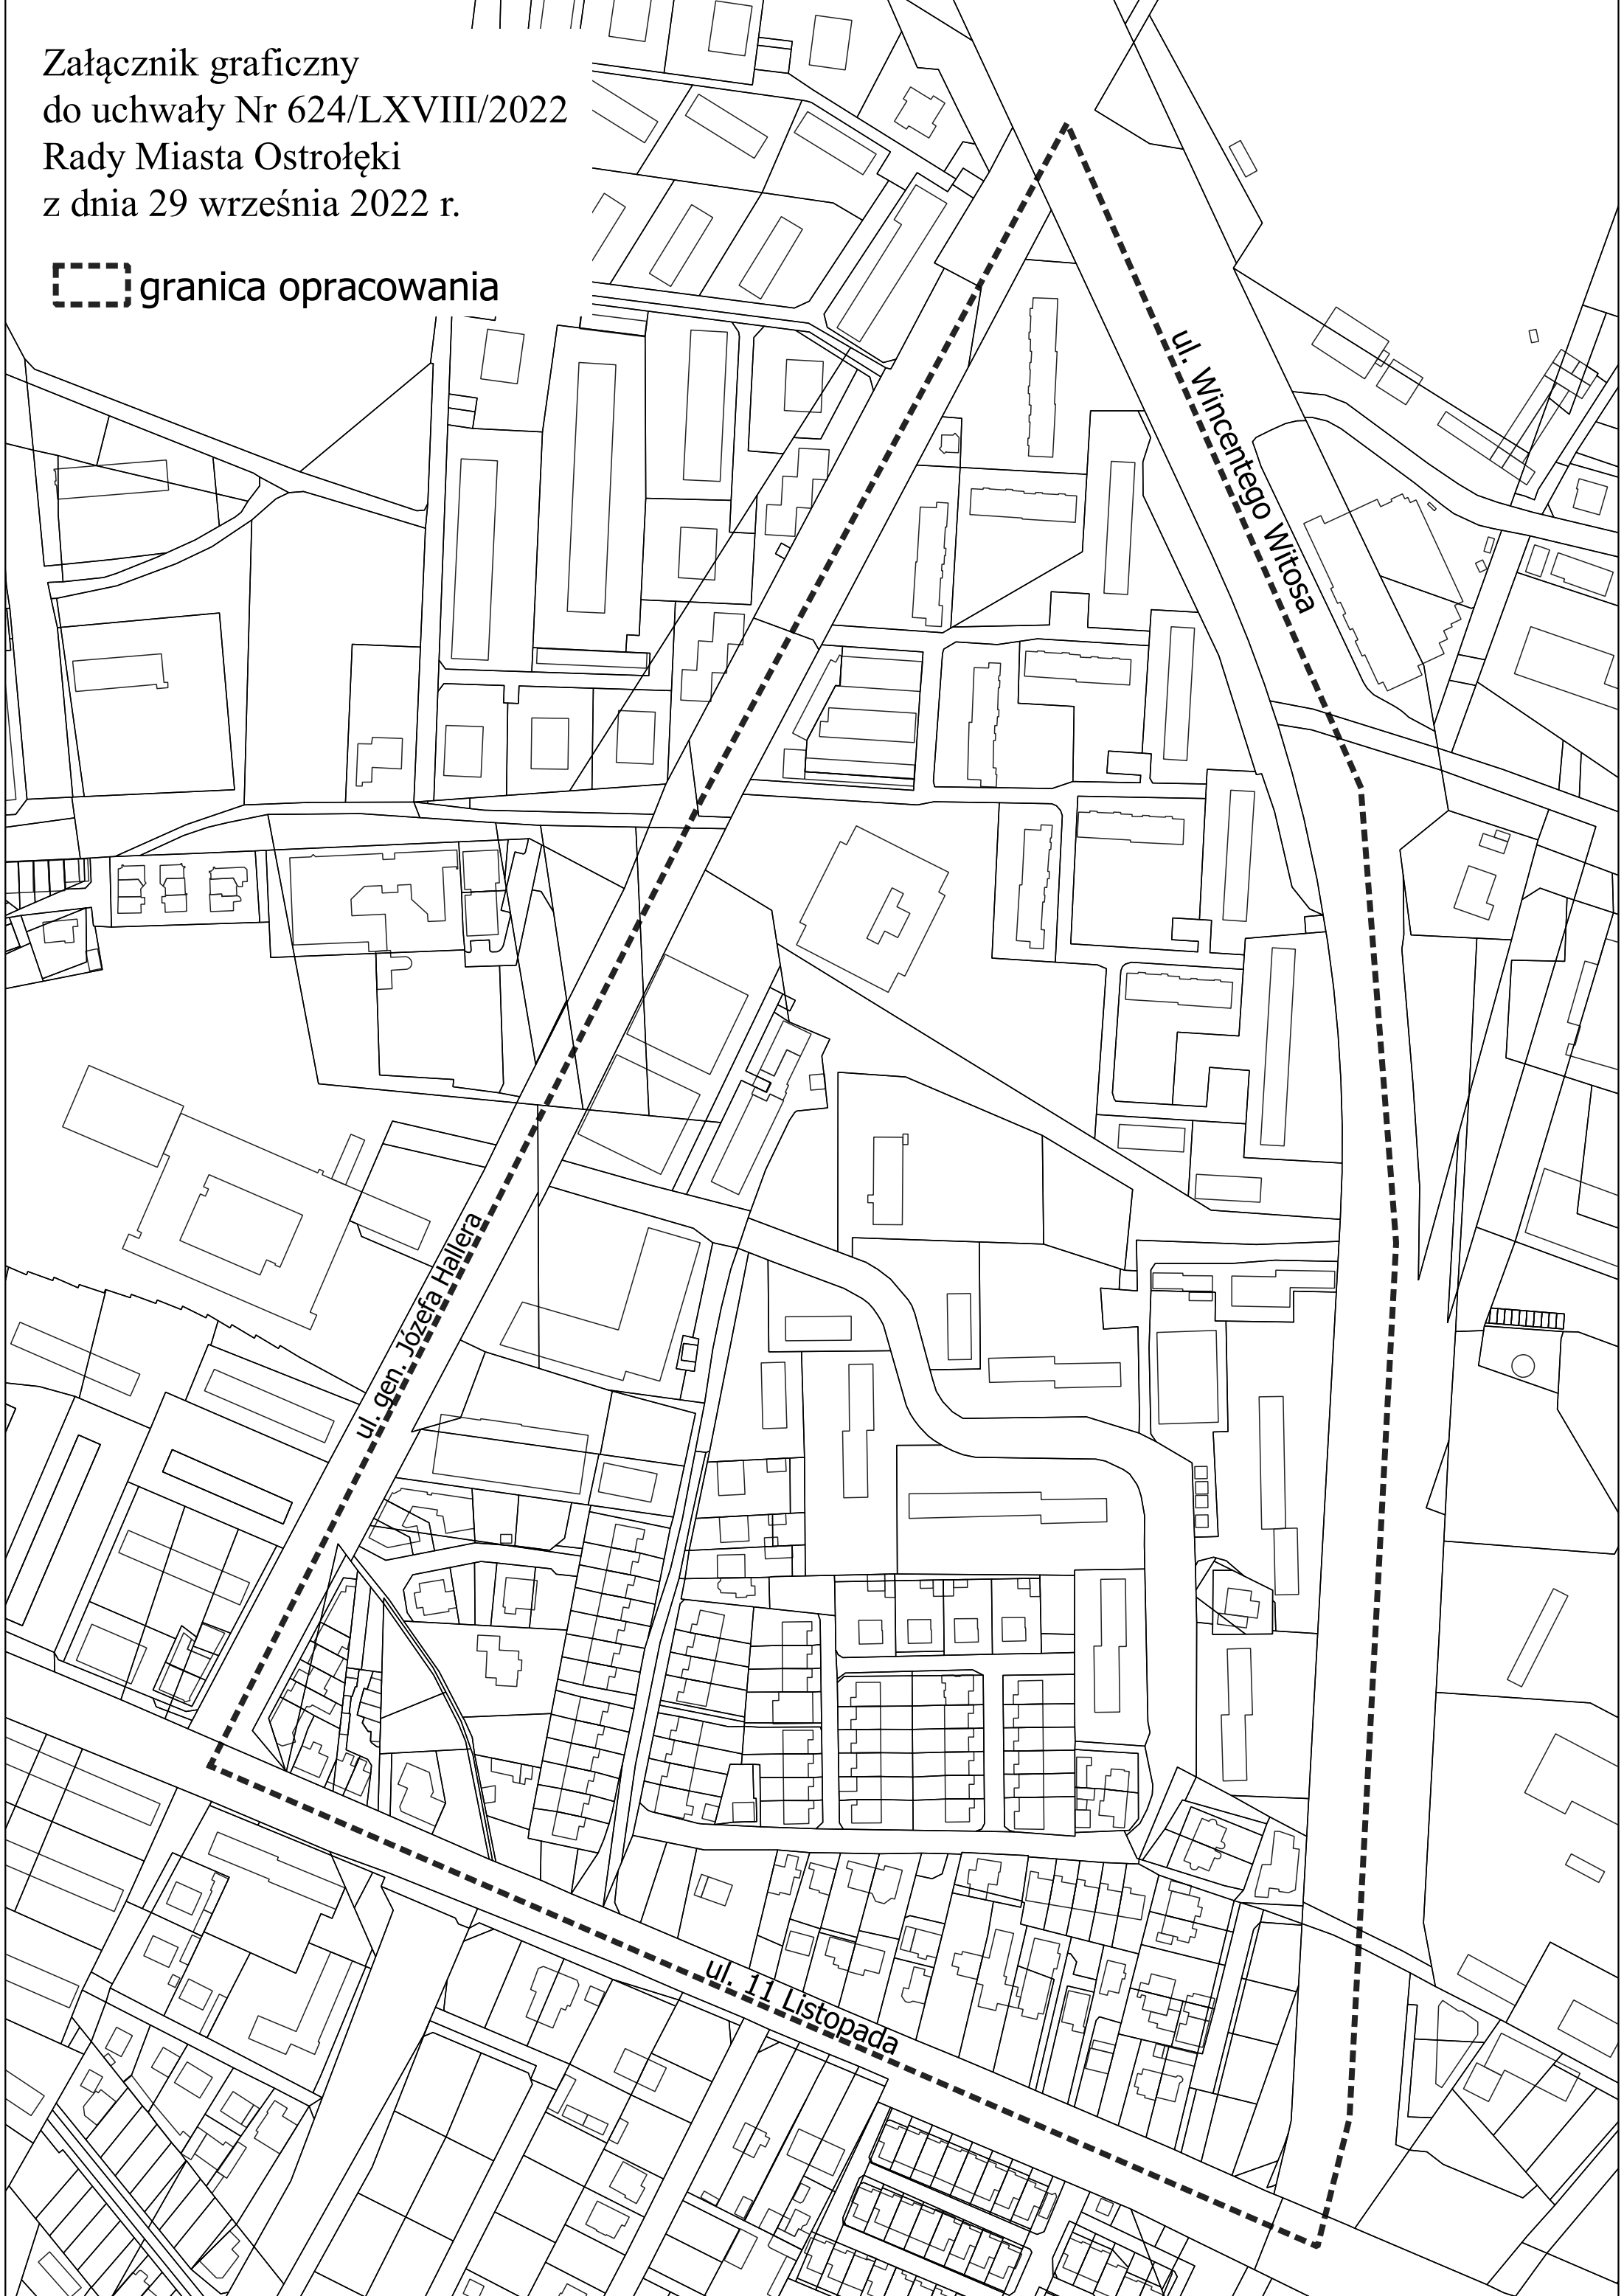 Załącznik graficzny
do uchwały Nr 624/LXVIII/2022
Rady Miasta Ostrołęki
z dnia 29 września 2022 r.
granica opracowania
ul. Wincentego Witosa
ul. gen. Józefa Hallera
ul. 11 Listopada